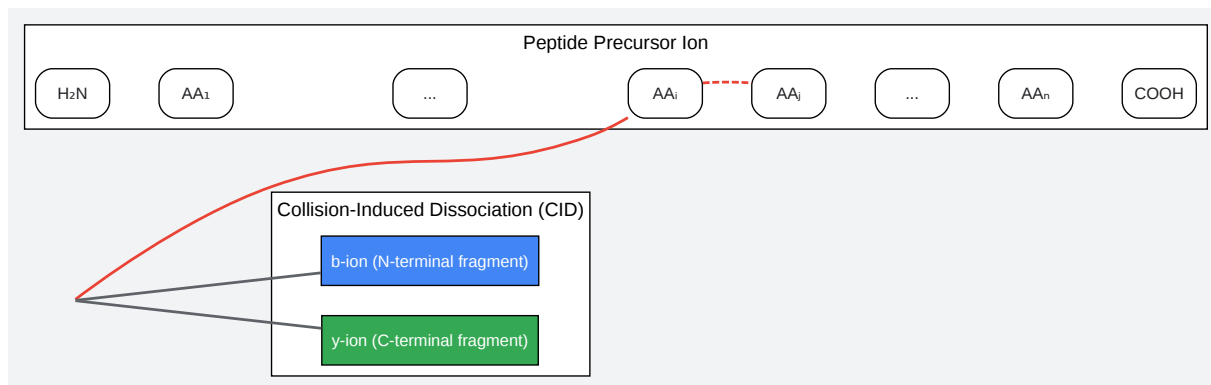 Peptide Precursor Ion
H₂N AA₁ ... AAᵢ AAⱼ ... AAₙ COOH
Collision-Induced Dissociation (CID)
b-ion (N-terminal fragment)
y-ion (C-terminal fragment)